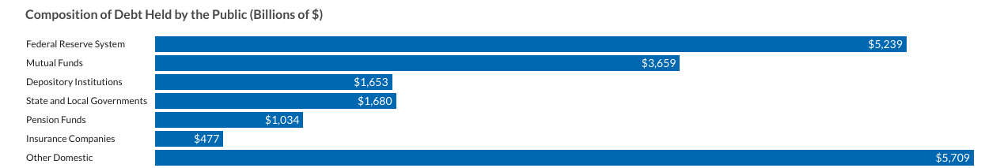 Composition of Debt Held by the Public (Billions of $)
Federal Reserve System $5,239
Mutual Funds $3,659
Depository Institutions $1,653
State and Local Governments $1,680
Pension Funds $1,034
Insurance Companies $477
Other Domestic $5,709